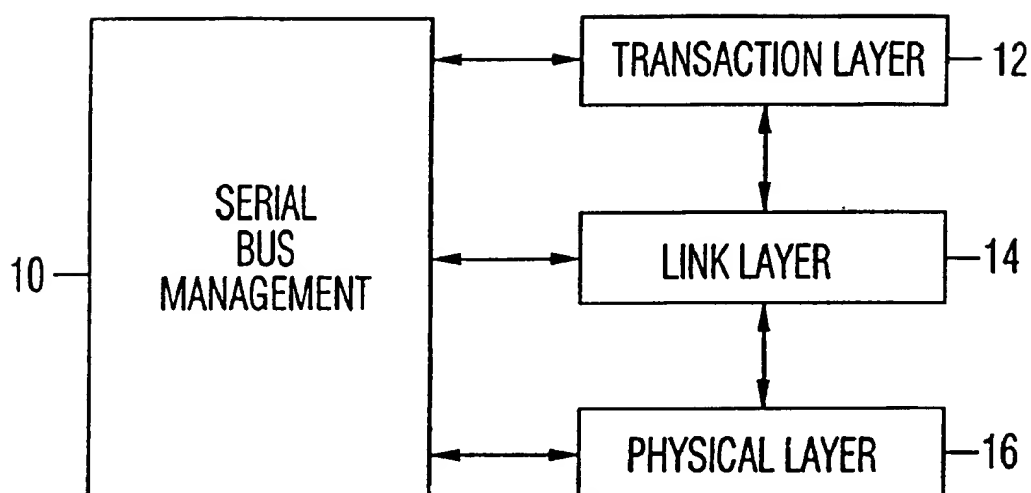 TRANSACTION LAYER
12
SERIAL
BUS
MANAGEMENT
10
LINK LAYER
14
PHYSICAL LAYER
16